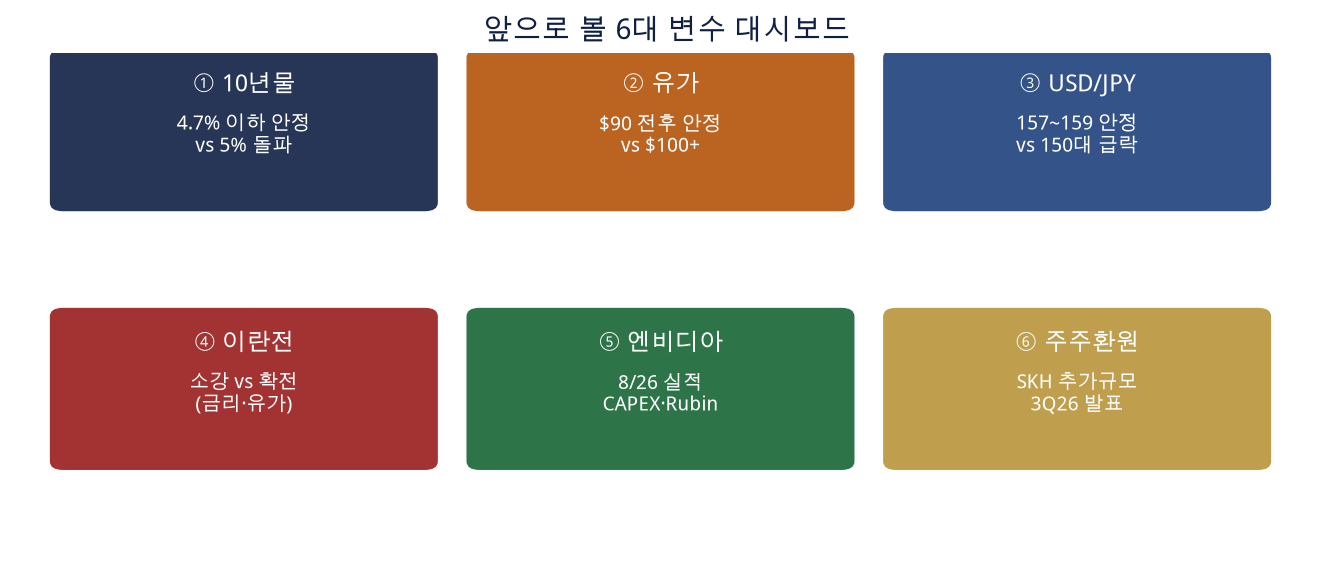 앞으로 볼 6대 변수 대시보드
① 10년물
4.7% 이하 안정
vs 5% 돌파
② 유가
$90 전후 안정
vs $100+
③ USD/JPY
157~159 안정
vs 150대 급락
④ 이란전
소강 vs 확전
(금리·유가)
⑤ 엔비디아
8/26 실적
CAPEX·Rubin
⑥ 주주환원
SKH 추가규모
3Q26 발표